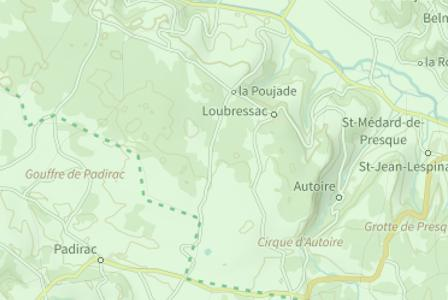 Beln
la Ro
la Poujade
Loubressac
St-Médard-de-
Presque
St-Jean-Lespina
Gouffre de Padirac
Autoire
Grotte de Presq
Cirque d'Autoire
Padirac